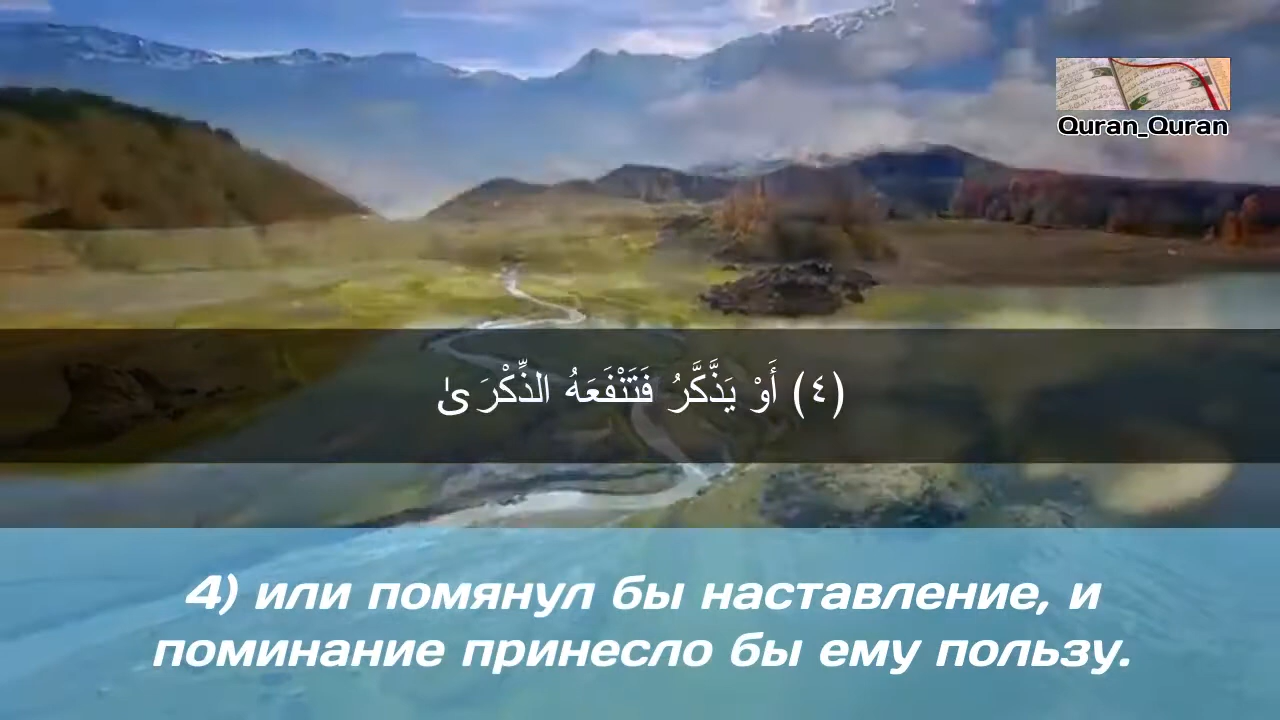 Quran_Quran
(٤) أَوْ يَذَّكَّرُ فَتَنْفَعَهُ الذِّكْرَىٰ
4) или помянул бы наставление, и
поминание принесло бы ему пользу.